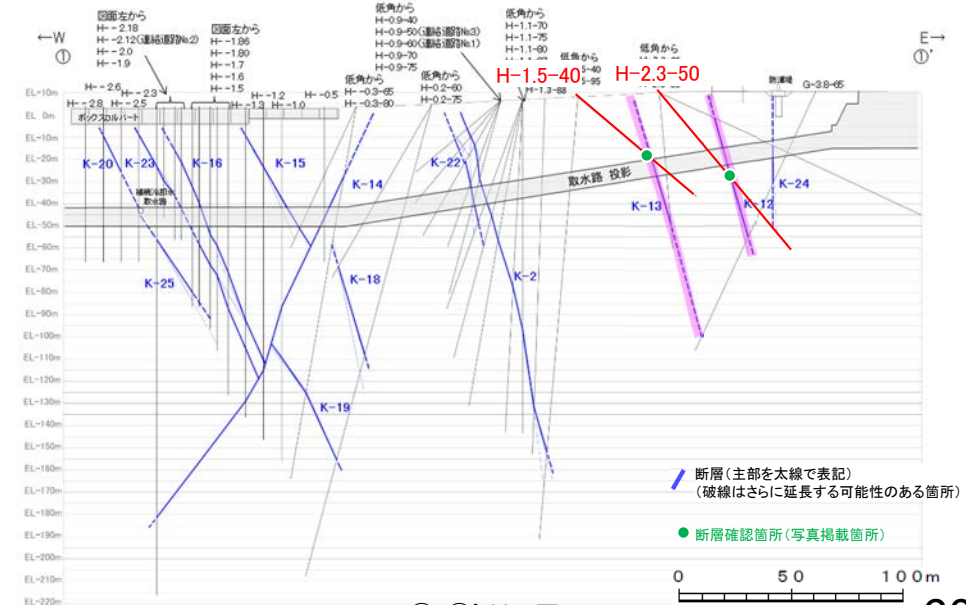 ←W
①
E→
①'
図面左から
H--2.18
H--2.12(連絡道路No.2)
H--2.0
H--1.9
図面左から
H--1.86
H--1.80
H--1.7
H--1.6
H--1.5
低角から
H-0.9-40
H-0.9-50(連絡道路No.3)
H-0.9-60(連絡道路No.1)
H-0.9-70
H-0.9-75
低角から
H-1.1-70
H-1.1-75
H-1.1-80
低角から
H-1.3-88
低角から
低角から
H--0.3-65
H--0.3-80
低角から
H-0.2-60
H-0.2-75
H-1.5-40
H-2.3-50
防潮堤
G-3.8-65
H--2.6
H--2.3
H--2.8
H--2.5
H--1.2
H--0.5
H--1.3
H--1.0
ボックスカルバート
補機冷却水
取水路
取水路 投影
K-20
K-23
K-16
K-15
K-14
K-22
K-13
K-12
K-24
K-25
K-18
K-2
K-19
EL-10m
EL 0m
EL-10m
EL-20m
EL-30m
EL-40m
EL-50m
EL-60m
EL-70m
EL-80m
EL-90m
EL-100m
EL-110m
EL-120m
EL-130m
EL-140m
EL-150m
EL-160m
EL-170m
EL-180m
EL-190m
EL-200m
EL-210m
EL-220m
断層(主部を太線で表記)
(破線はさらに延長する可能性のある箇所)
断層確認箇所(写真掲載箇所)
0 50 100m